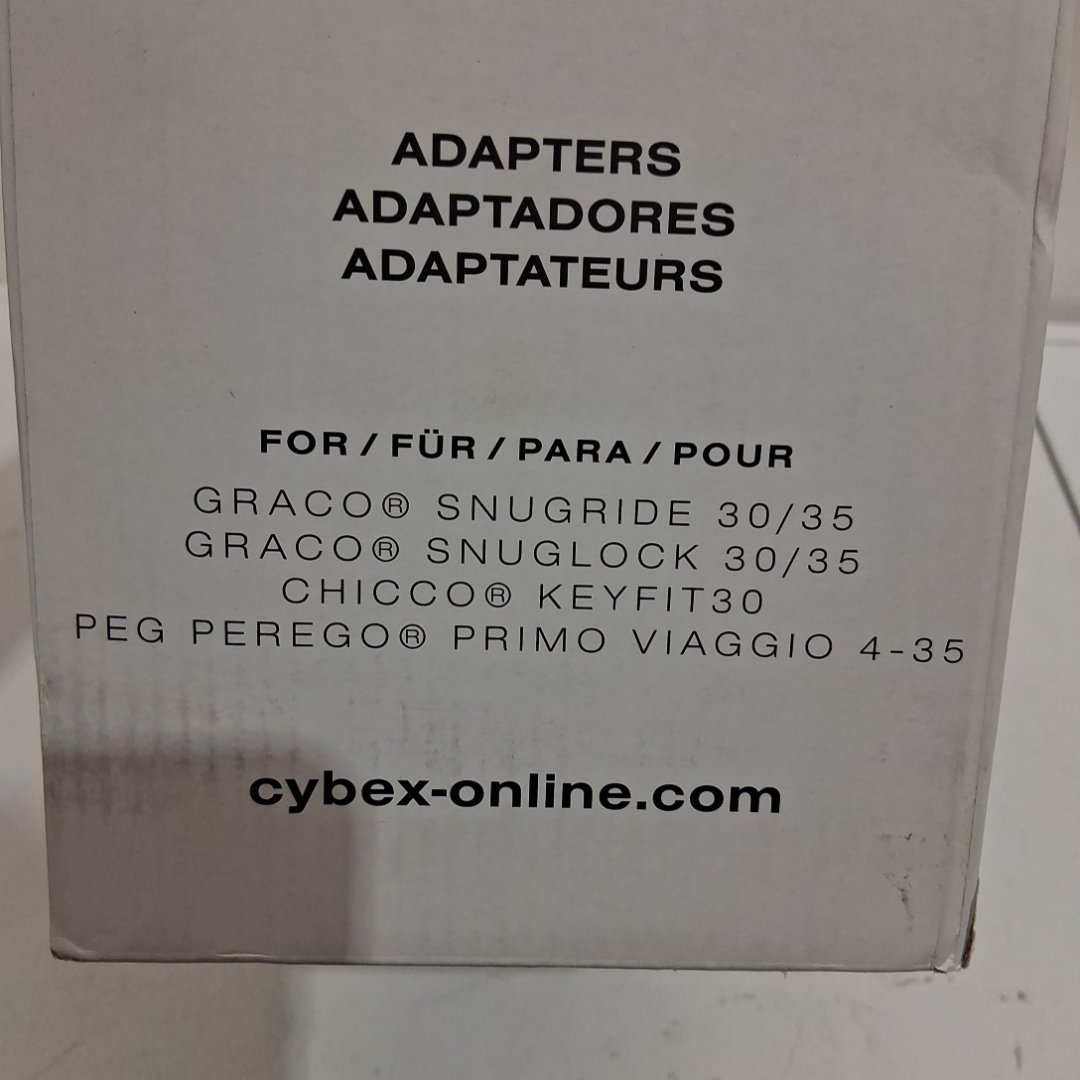 ADAPTERS
ADAPTADORES
ADAPTATEURS
FOR / FÜR / PARA / POUR
GRACO® SNUGRIDE 30/35
GRACO® SNUGLOCK 30/35
CHICCO® KEYFIT30
PEG PEREGO® PRIMO VIAGGIO 4-35
cybex-online.com